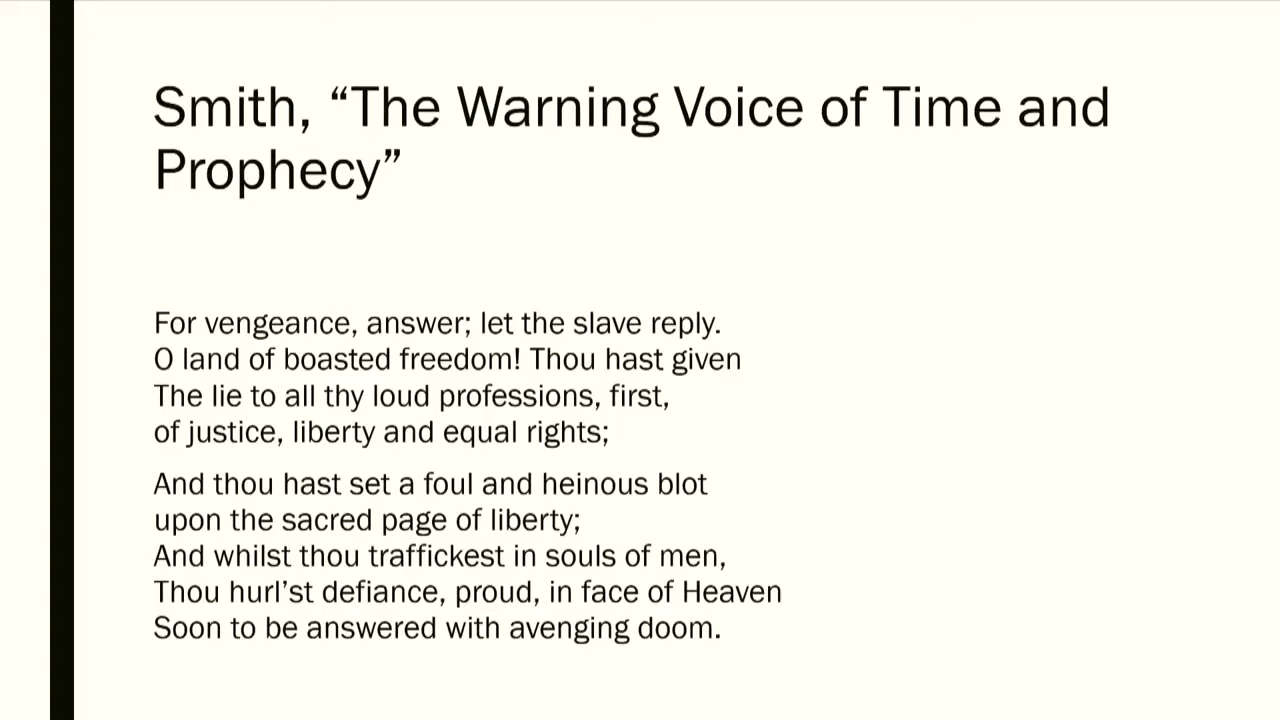 Smith, “The Warning Voice of Time and
Prophecy”
For vengeance, answer; let the slave reply.
O land of boasted freedom! Thou hast given
The lie to all thy loud professions, first,
of justice, liberty and equal rights;
And thou hast set a foul and heinous blot
upon the sacred page of liberty;
And whilst thou traffickest in souls of men,
Thou hurl’st defiance, proud, in face of Heaven
Soon to be answered with avenging doom.